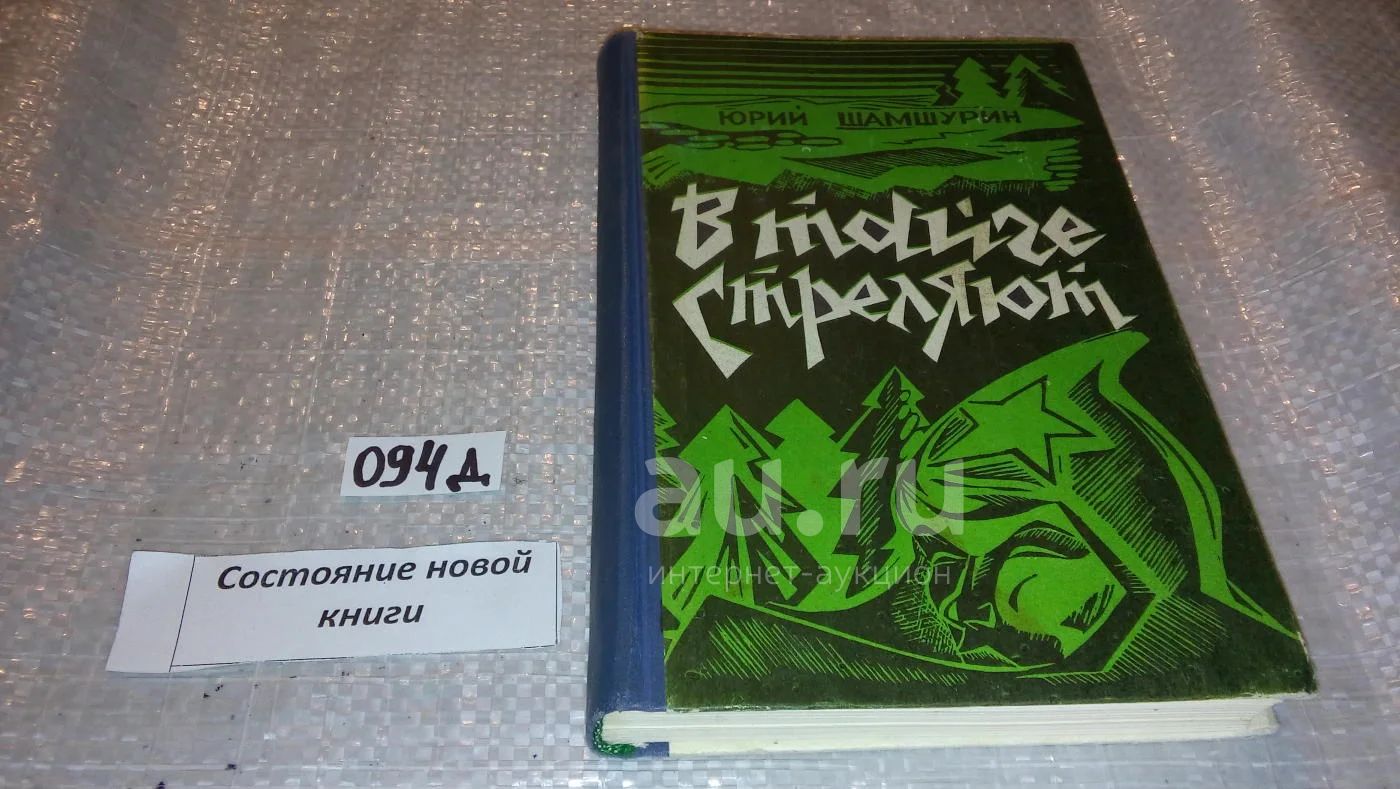 ЮРИЙ ШАМШУРИН
В тайге
стреляют
094Д
Состояние новой
книги
au.ru
интернет-аукцион